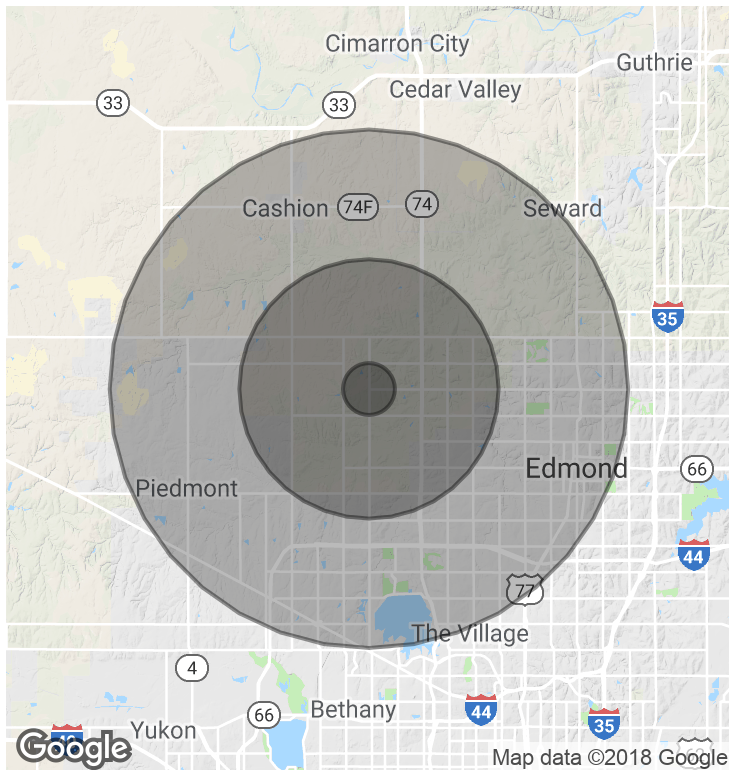 Cimarron City
Guthrie
Cedar Valley
33
33
Cashion
74F
74
Seward
35
Edmond
66
Piedmont
44
77
The Village
4
66
Bethany
44
35
Yukon
Google
Map data ©2018 Google